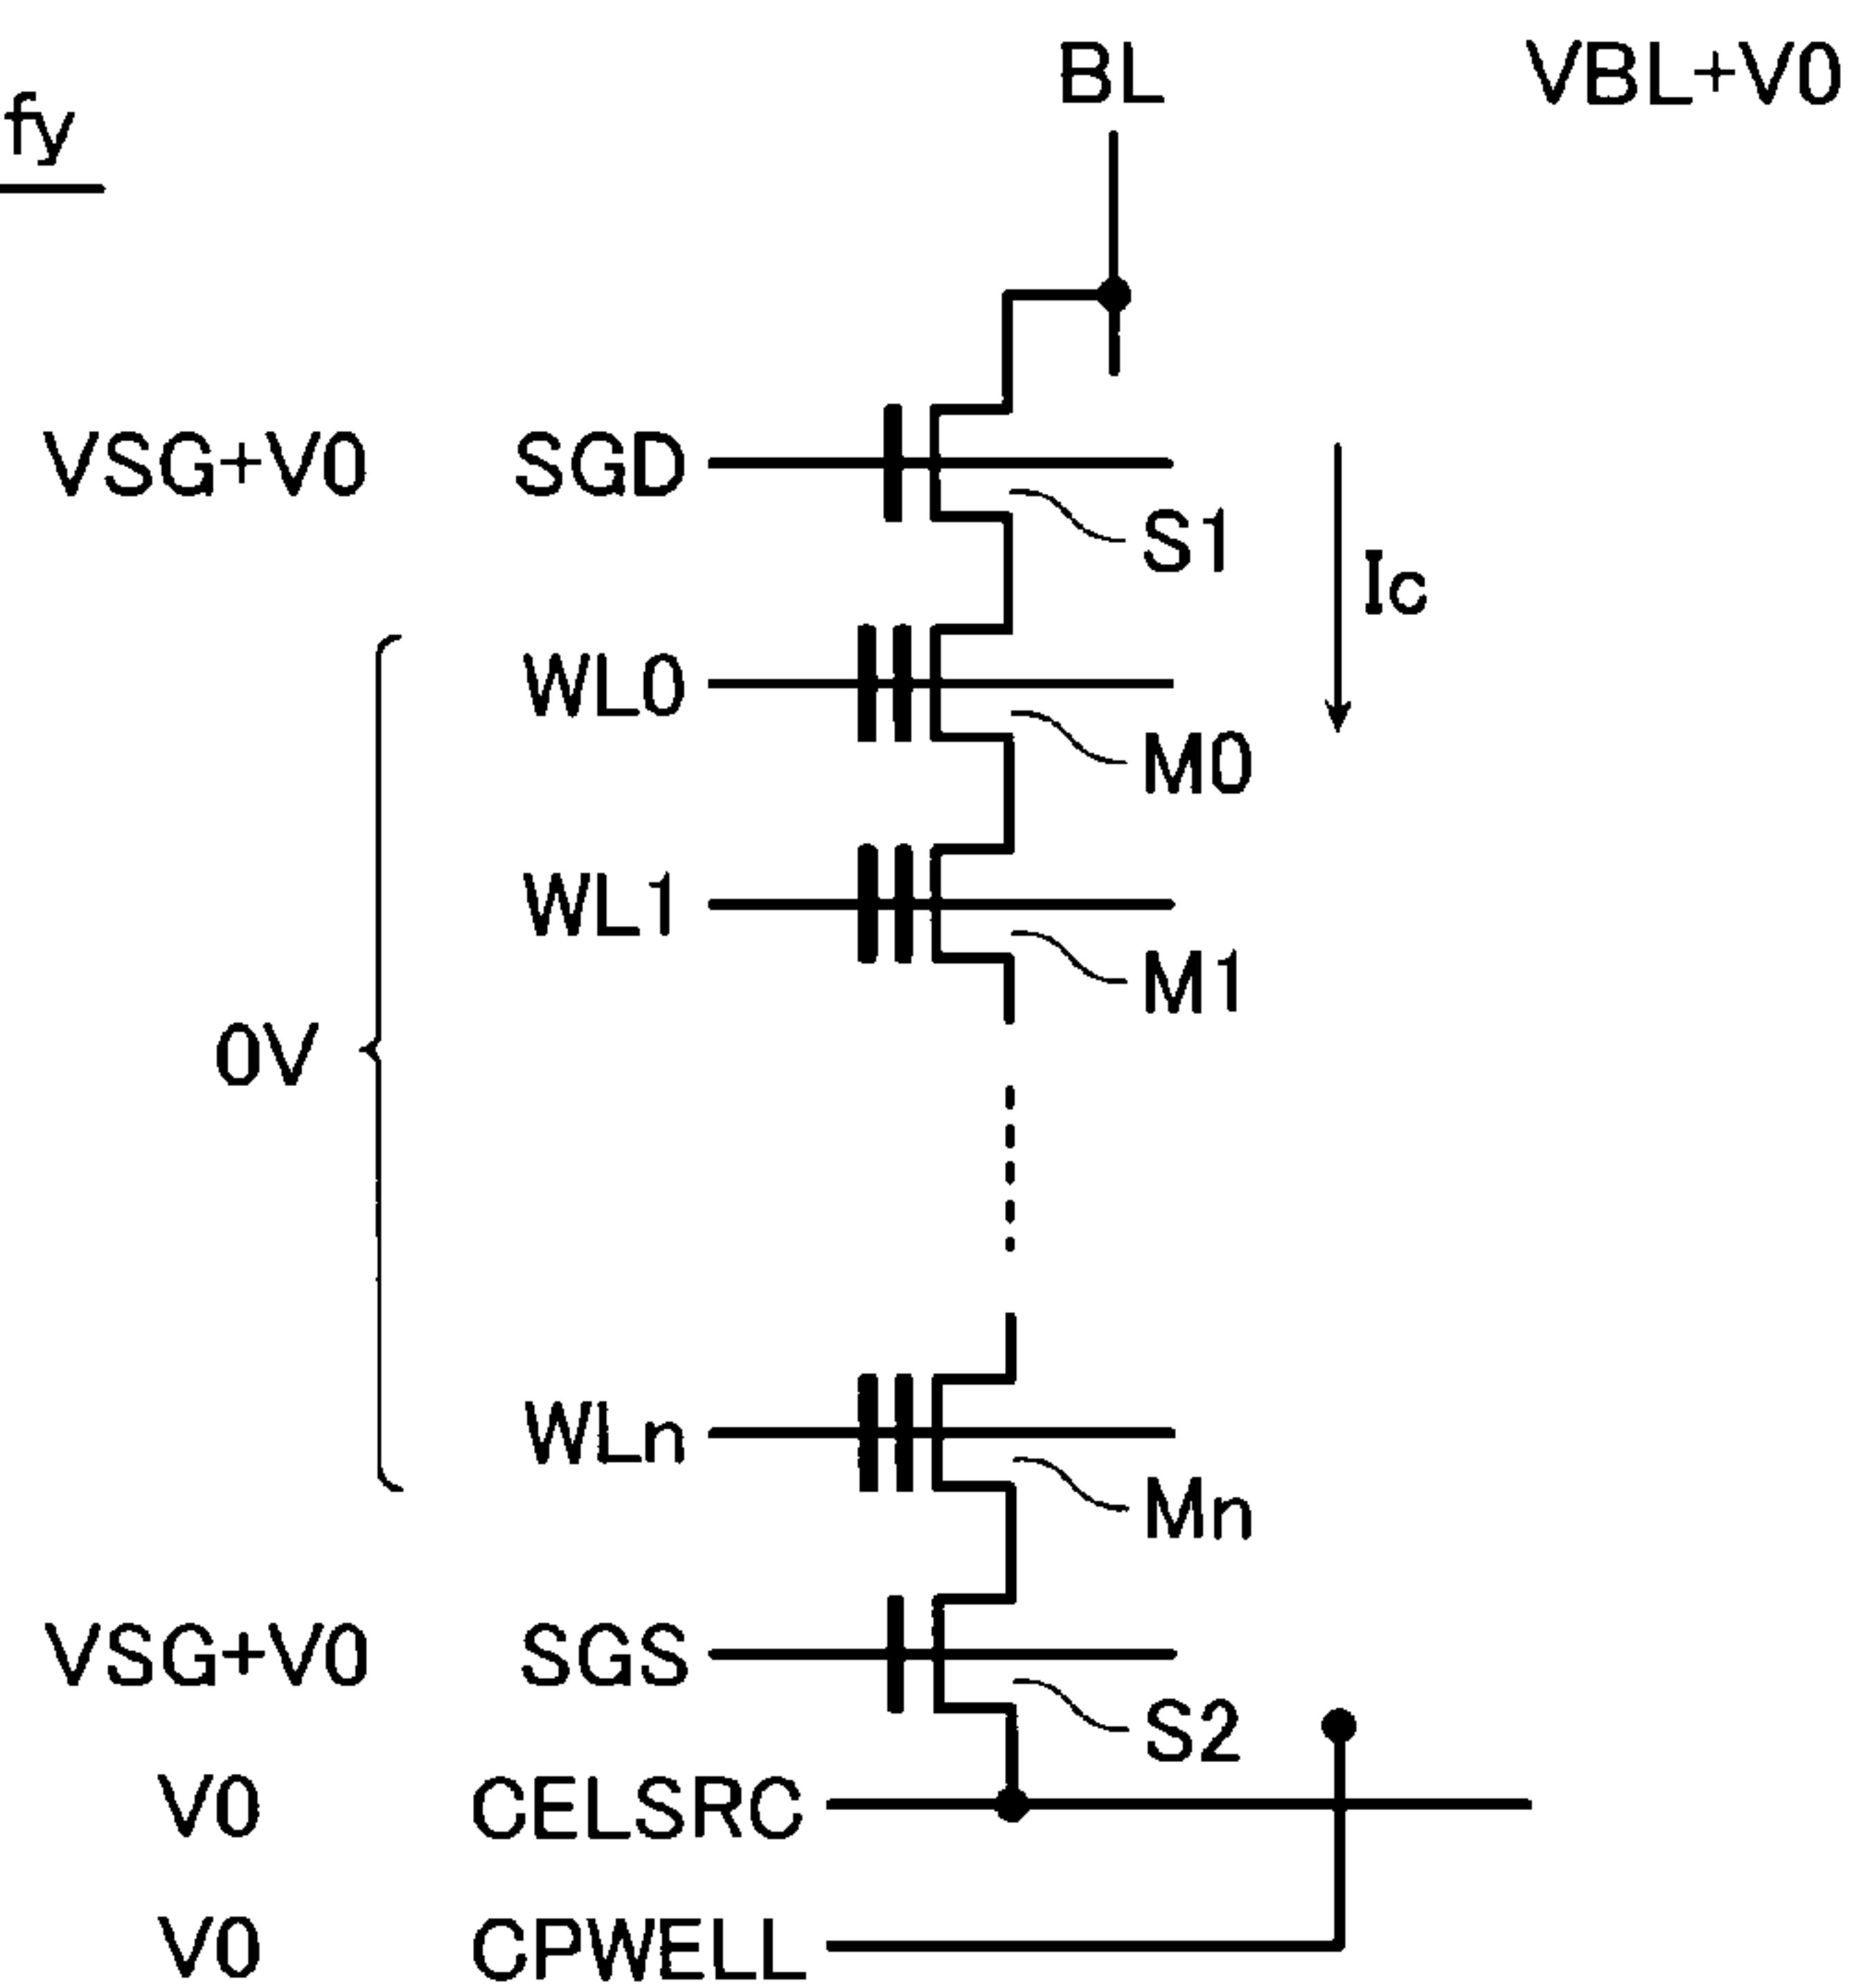 fy
BL VBL+V0
VSG+V0 SGD
S1
Ic
WL0
M0
WL1
M1
0V
WLn
Mn
VSG+V0 SGS
S2
V0 CELSRC
V0 CPWELL